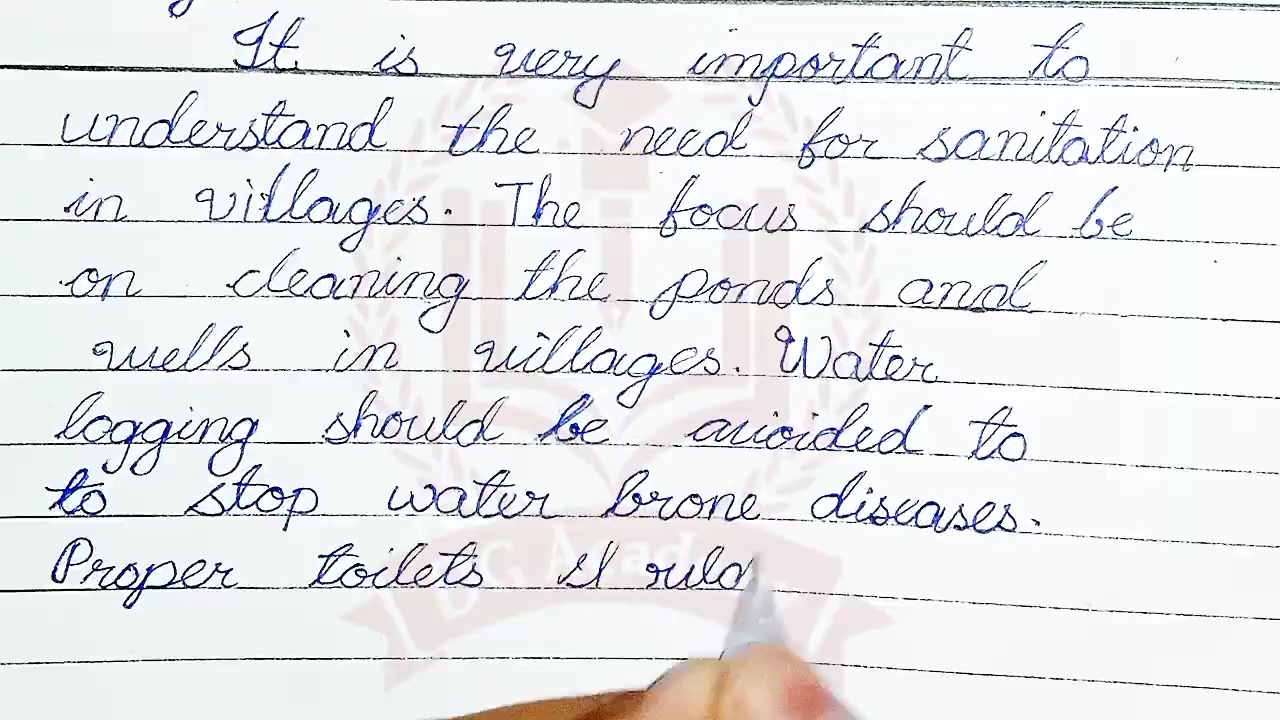 It is very important to
understand the need for sanitation
in villages. The focus should be
on cleaning the ponds and
wells in villages. Water
logging should be avioided to
to stop water brone diseases.
Proper toilets